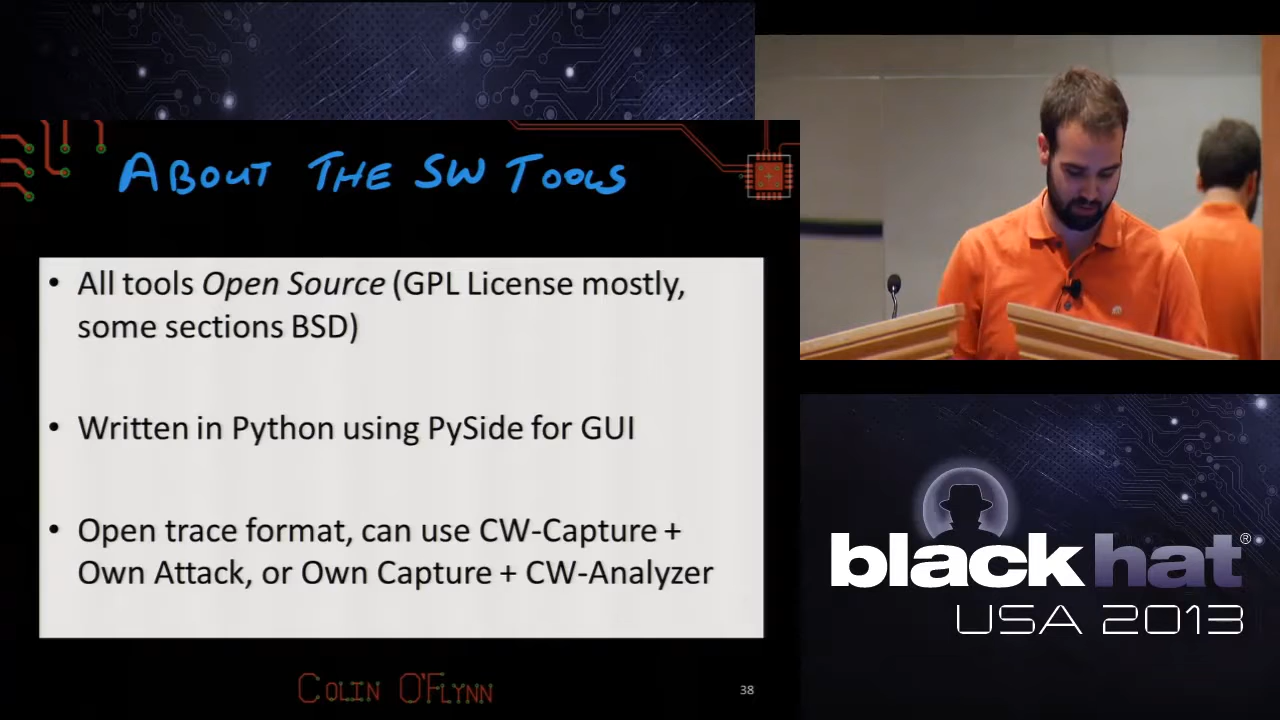 ABOUT THE SW TOOLS
• All tools Open Source (GPL License mostly,
some sections BSD)
• Written in Python using PySide for GUI
• Open trace format, can use CW-Capture +
Own Attack, or Own Capture + CW-Analyzer
COLIN O'FLYNN
38
black hat®
USA 2013